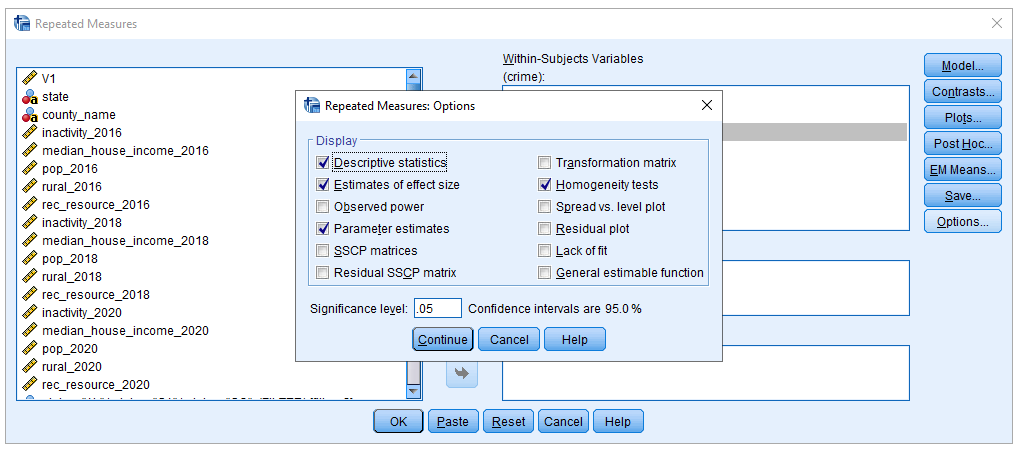 Repeated Measures
Within-Subjects Variables
(crime):
V1
state
county_name
inactivity_2016
median_house_income_2016
pop_2016
rural_2016
rec_resource_2016
inactivity_2018
median_house_income_2018
pop_2018
rural_2018
rec_resource_2018
inactivity_2020
median_house_income_2020
pop_2020
rural_2020
rec_resource_2020
Repeated Measures: Options
Display
Descriptive statistics
Transformation matrix
Estimates of effect size
Homogeneity tests
Observed power
Spread vs. level plot
Parameter estimates
Residual plot
SSCP matrices
Lack of fit
Residual SSCP matrix
General estimable function
Significance level: .05 Confidence intervals are 95.0 %
Continue Cancel Help
Model...
Contrasts...
Plots...
Post Hoc...
EM Means...
Save...
Options...
OK Paste Reset Cancel Help